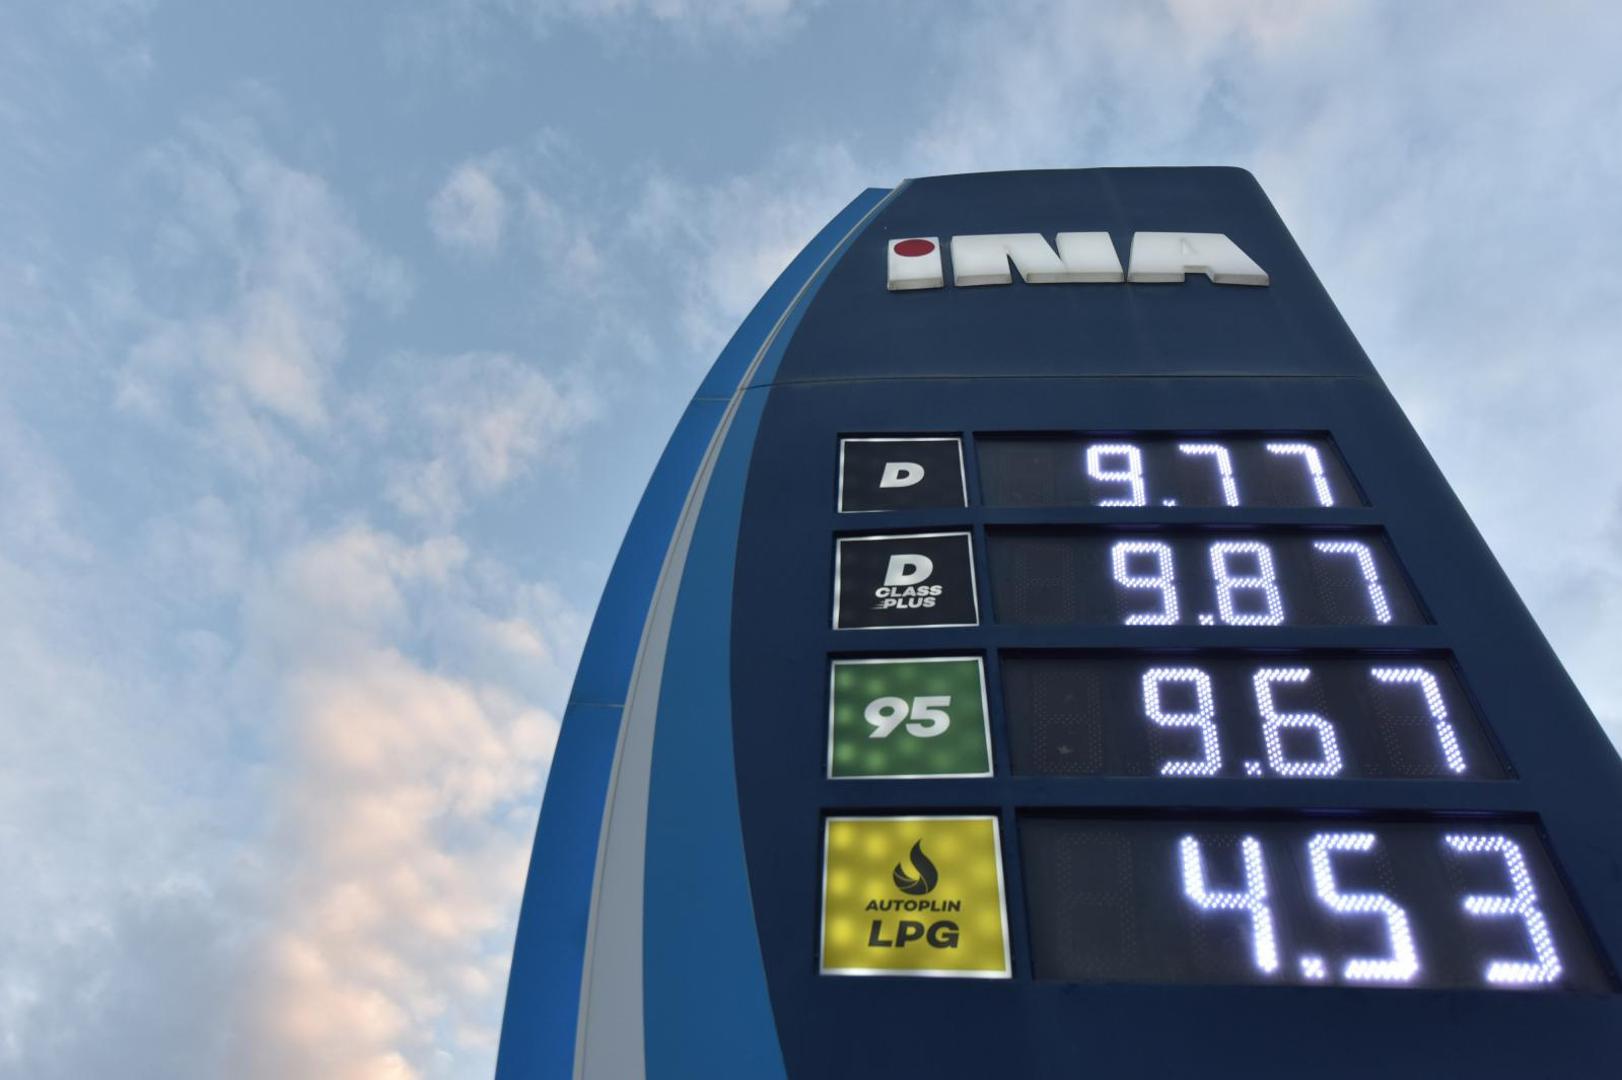 iNA
D 9.77
D CLASS PLUS 9.87
95 9.67
AUTOPLIN LPG 4.53